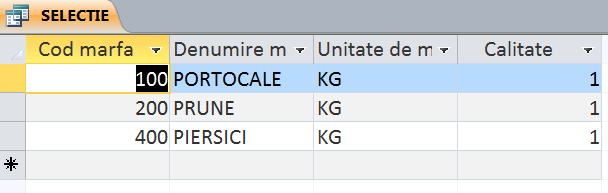 SELECTIE
Cod marfa Denumire m Unitate de m Calitate
100 PORTOCALE KG 1
200 PRUNE KG 1
400 PIERSICI KG 1